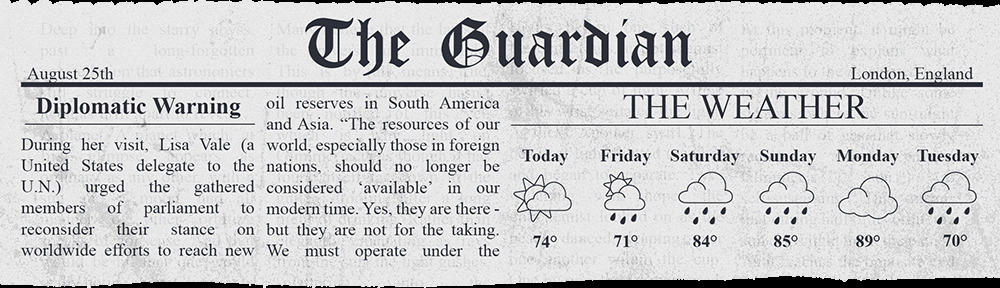 The Guardian
August 25th
London, England
Diplomatic Warning
During her visit, Lisa Vale (a
United States delegate to the
U.N.) urged the gathered
members of parliament to
reconsider their stance on
worldwide efforts to reach new
oil reserves in South America
and Asia. “The resources of our
world, especially those in foreign
nations, should no longer be
considered ‘available’ in our
modern time. Yes, they are there -
but they are not for the taking.
We must operate under the
THE WEATHER
Today Friday Saturday Sunday Monday Tuesday
74° 71° 84° 85° 89° 70°